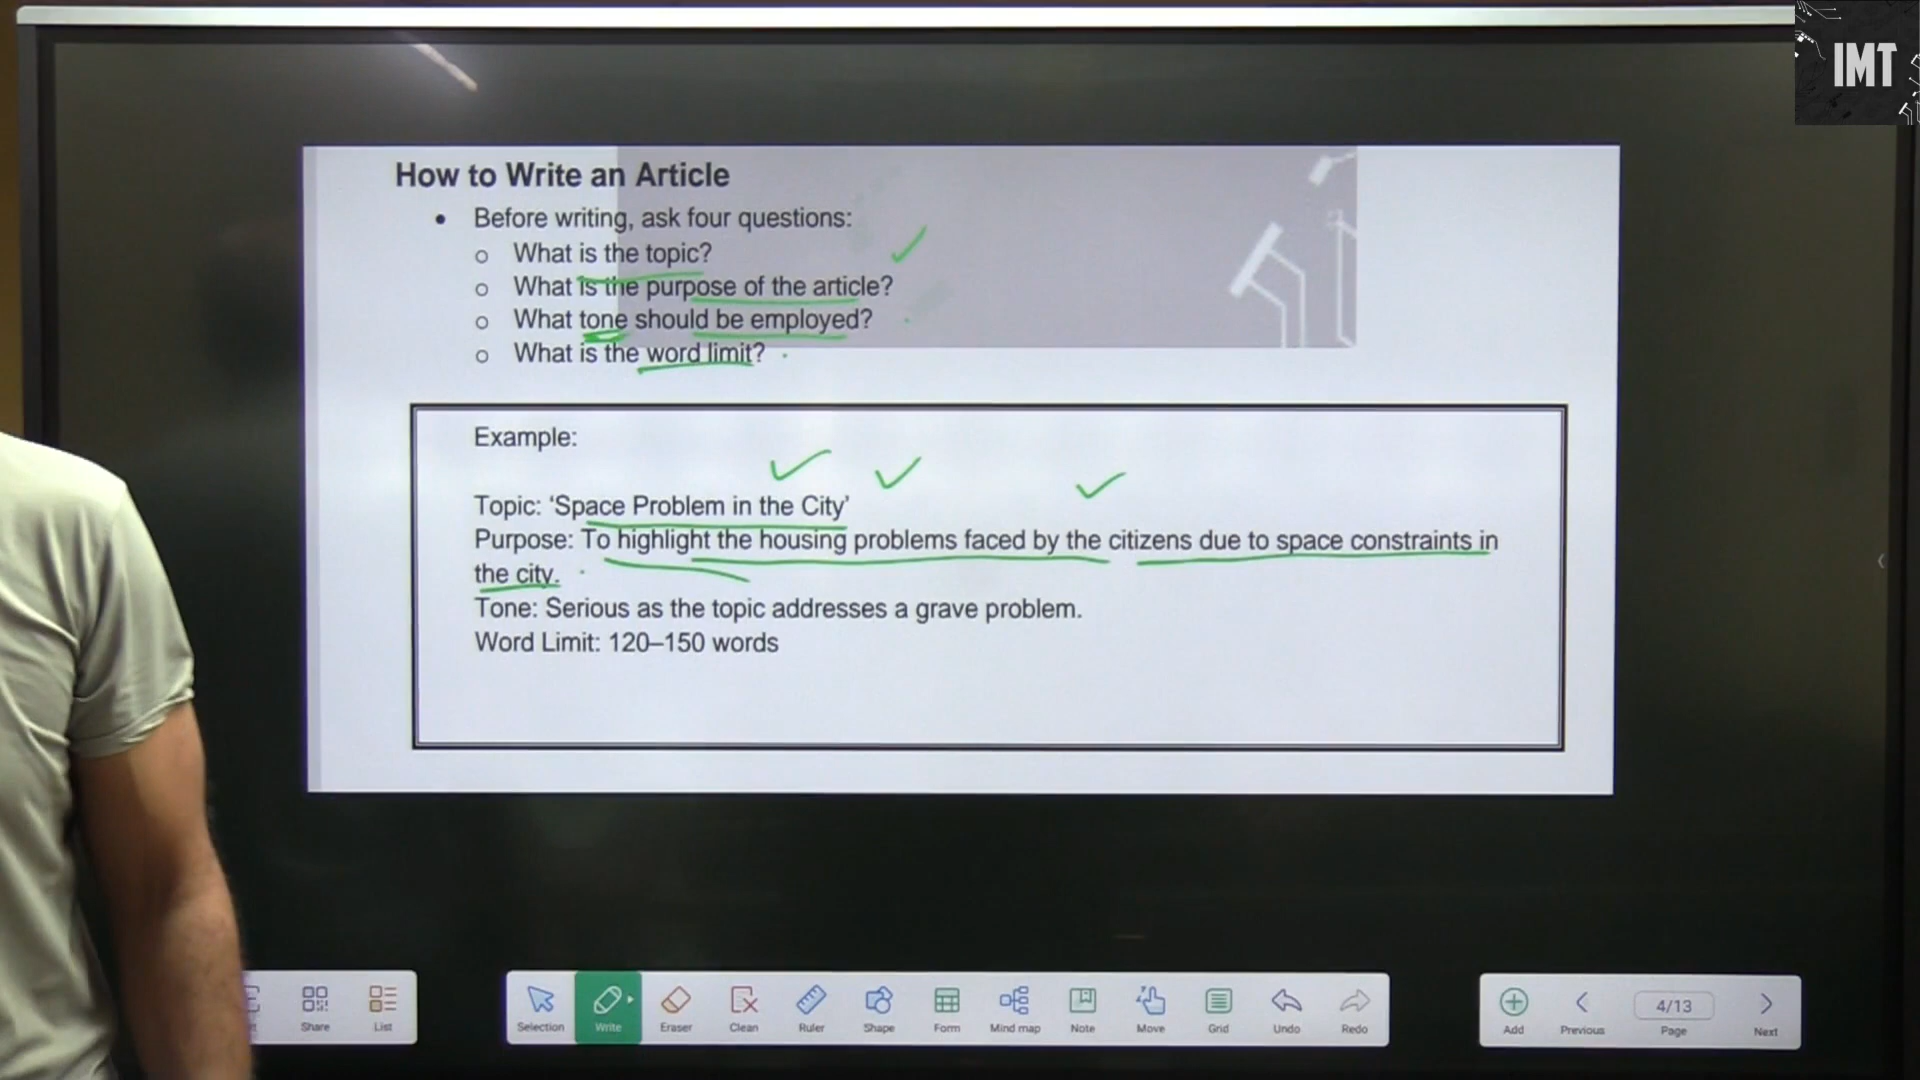 IMT
How to Write an Article
• Before writing, ask four questions:
o What is the topic?
o What is the purpose of the article?
o What tone should be employed?
o What is the word limit?
Example:
Topic: ‘Space Problem in the City’
Purpose: To highlight the housing problems faced by the citizens due to space constraints in
the city.
Tone: Serious as the topic addresses a grave problem.
Word Limit: 120–150 words
Share List
Selection Write Eraser Clean Ruler Shape Form Mind map Note Move Grid Undo Redo
Add Previous 4/13 Page Next